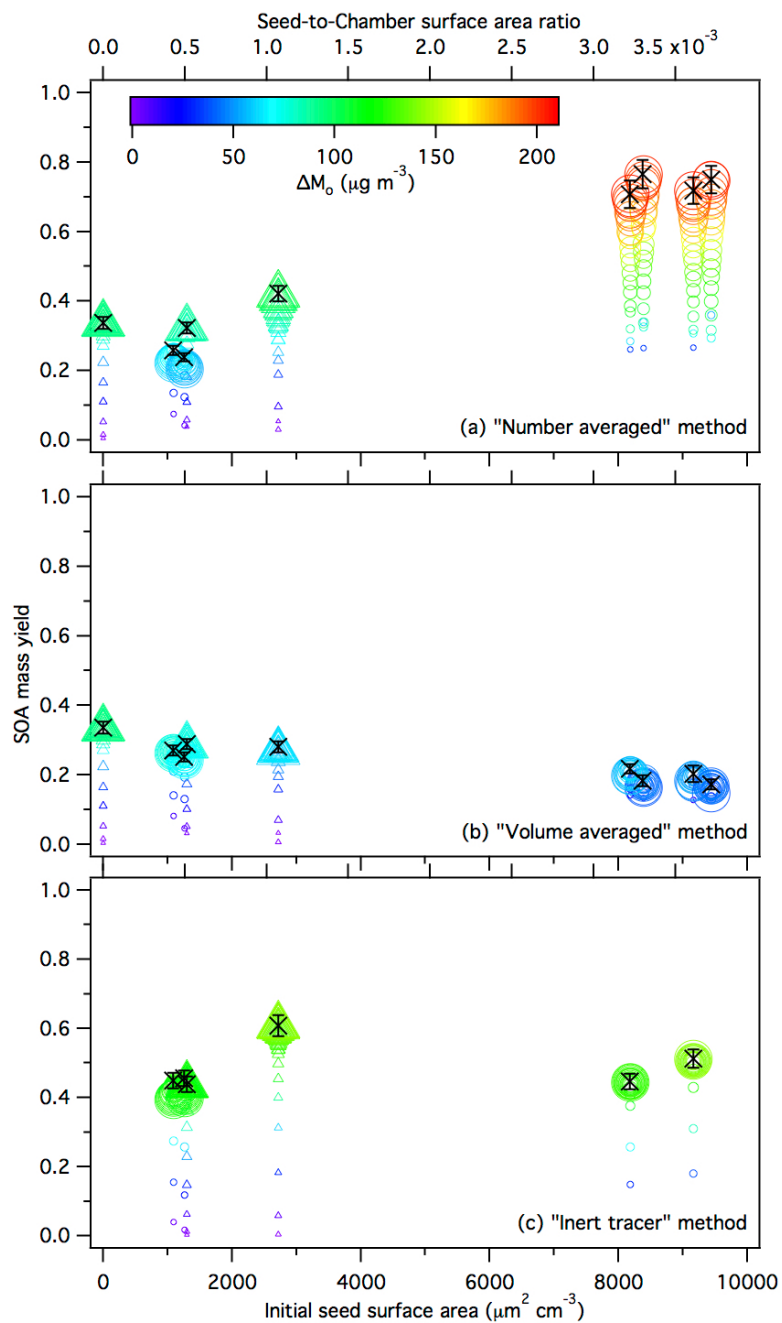 Seed-to-Chamber surface area ratio
0.0 0.5 1.0 1.5 2.0 2.5 3.0 3.5 x10⁻³
1.0
0.8
0.6
0.4
0.2
0.0
0 50 100 150 200
ΔMₒ (μg m⁻³)
(a) "Number averaged" method
SOA mass yield
1.0
0.8
0.6
0.4
0.2
0.0
(b) "Volume averaged" method
1.0
0.8
0.6
0.4
0.2
0.0
(c) "Inert tracer" method
0 2000 4000 6000 8000 10000
Initial seed surface area (μm² cm⁻³)